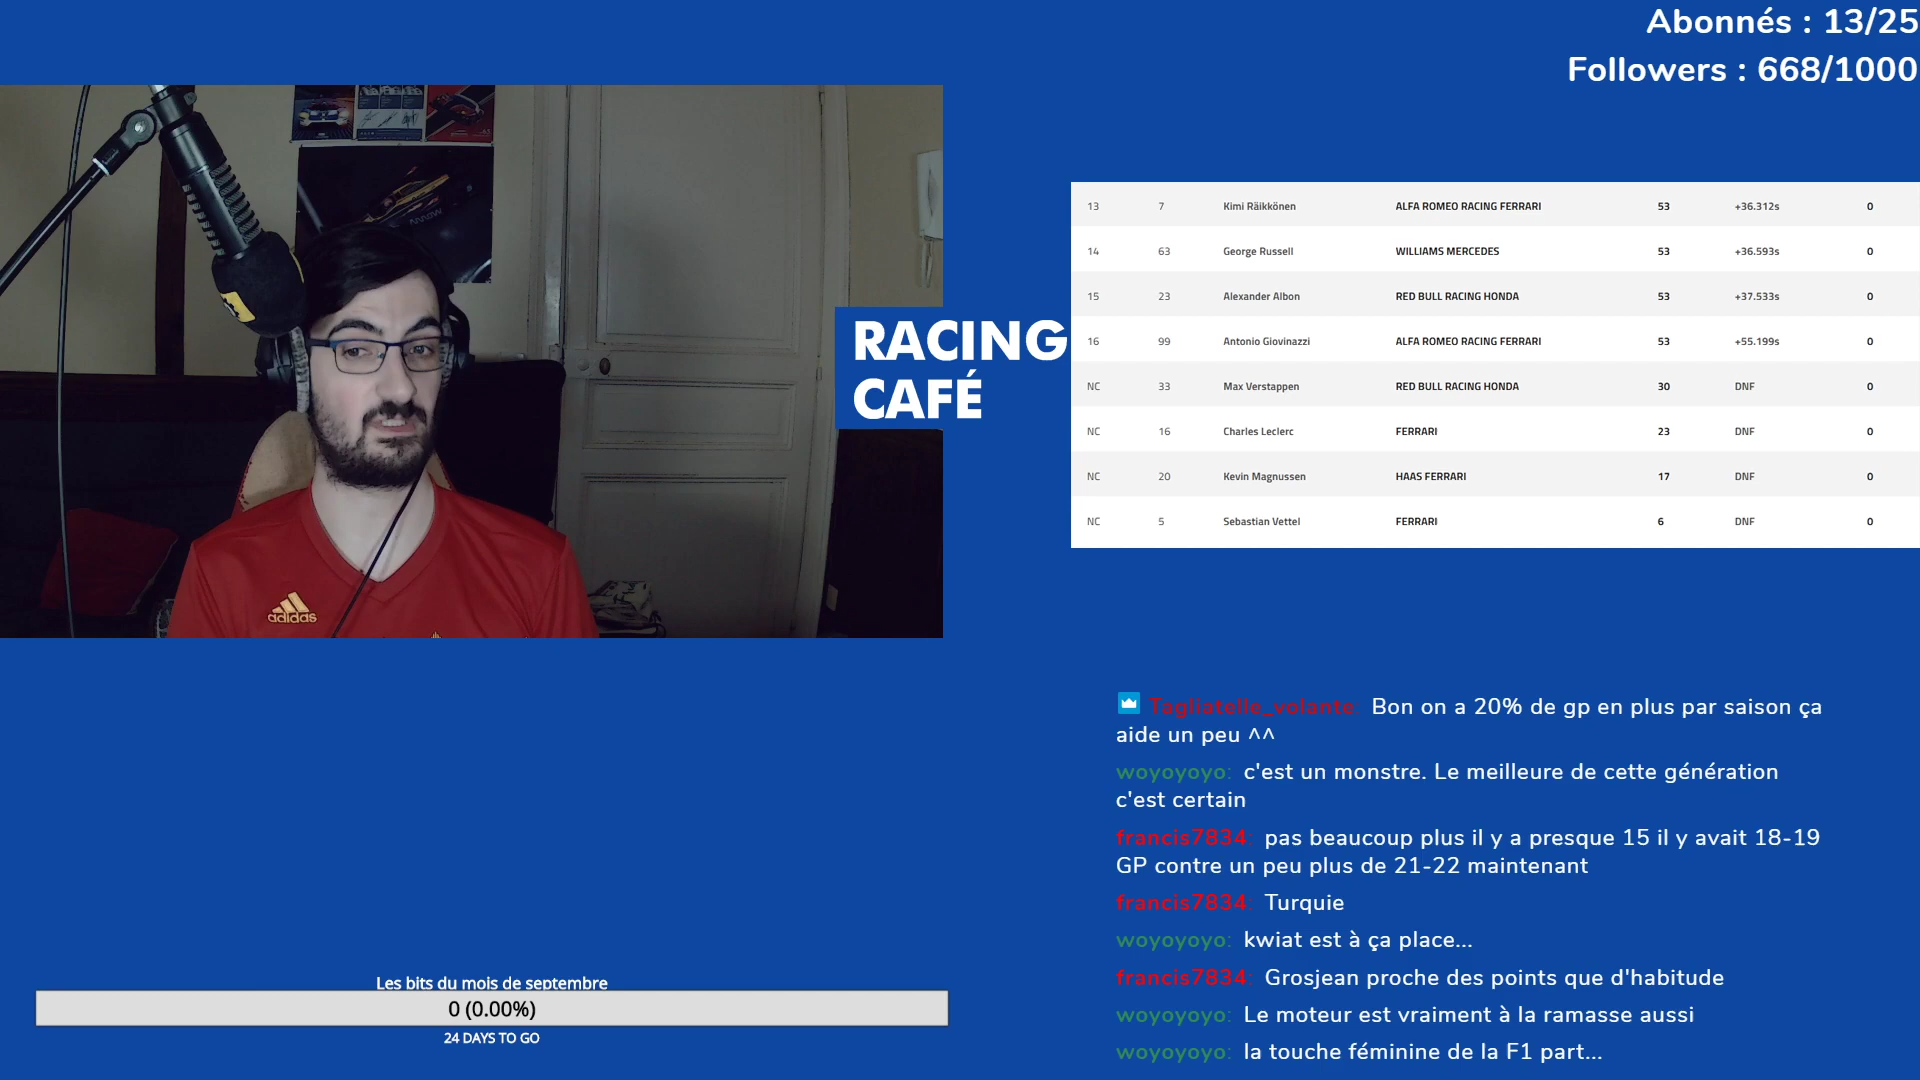 Abonnés : 13/25
Followers : 668/1000
RACING
CAFÉ
adidas
13 7 Kimi Räikkönen ALFA ROMEO RACING FERRARI 53 +36.312s 0
14 63 George Russell WILLIAMS MERCEDES 53 +36.593s 0
15 23 Alexander Albon RED BULL RACING HONDA 53 +37.533s 0
16 99 Antonio Giovinazzi ALFA ROMEO RACING FERRARI 53 +55.199s 0
NC 33 Max Verstappen RED BULL RACING HONDA 30 DNF 0
NC 16 Charles Leclerc FERRARI 23 DNF 0
NC 20 Kevin Magnussen HAAS FERRARI 17 DNF 0
NC 5 Sebastian Vettel FERRARI 6 DNF 0
Tagliatelle_volante: Bon on a 20% de gp en plus par saison ça
aide un peu ^^
woyoyoyo: c'est un monstre. Le meilleure de cette génération
c'est certain
francis7834: pas beaucoup plus il y a presque 15 il y avait 18-19
GP contre un peu plus de 21-22 maintenant
francis7834: Turquie
woyoyoyo: kwiat est à ça place...
francis7834: Grosjean proche des points que d'habitude
woyoyoyo: Le moteur est vraiment à la ramasse aussi
woyoyoyo: la touche féminine de la F1 part...
Les bits du mois de septembre
0 (0.00%)
24 DAYS TO GO